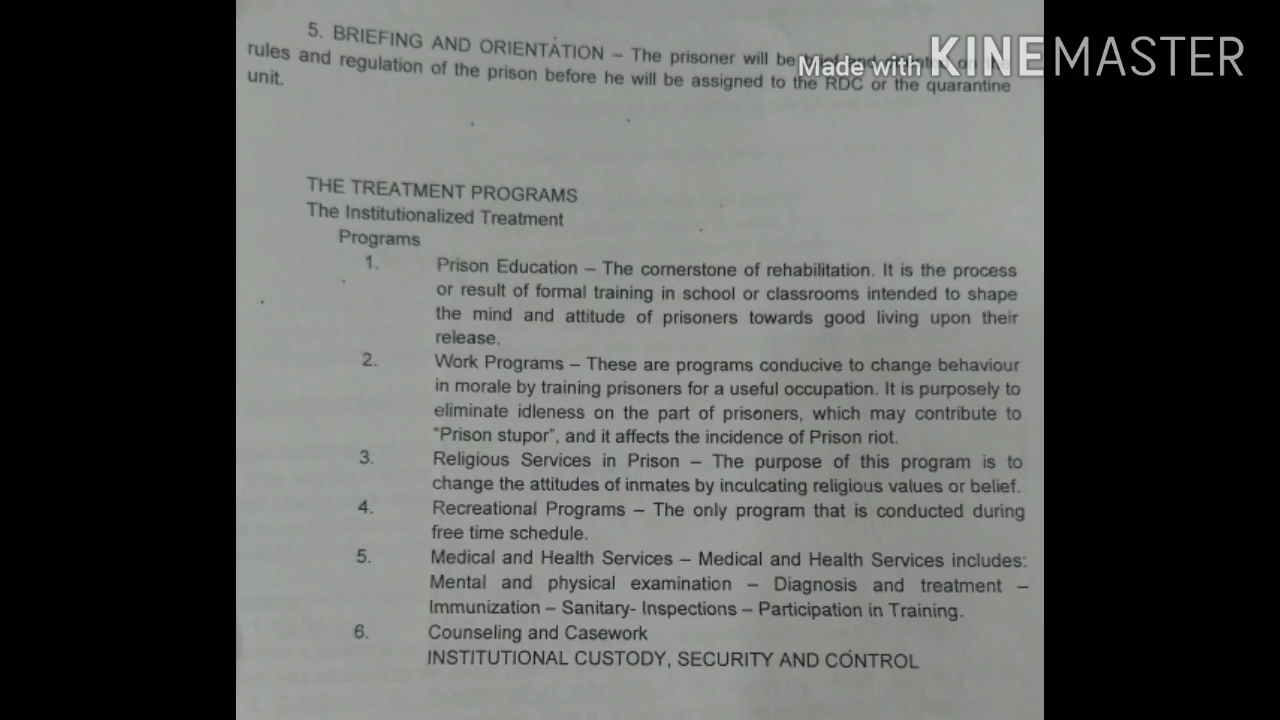 5. BRIEFING AND ORIENTATION – The prisoner will be
rules and regulation of the prison before he will be assigned to the RDC or the quarantine
unit.
Made with KINEMASTER
THE TREATMENT PROGRAMS
The Institutionalized Treatment
Programs
1. Prison Education – The cornerstone of rehabilitation. It is the process
or result of formal training in school or classrooms intended to shape
the mind and attitude of prisoners towards good living upon their
release.
2. Work Programs – These are programs conducive to change behaviour
in morale by training prisoners for a useful occupation. It is purposely to
eliminate idleness on the part of prisoners, which may contribute to
“Prison stupor”, and it affects the incidence of Prison riot.
3. Religious Services in Prison – The purpose of this program is to
change the attitudes of inmates by inculcating religious values or belief.
4. Recreational Programs – The only program that is conducted during
free time schedule.
5. Medical and Health Services – Medical and Health Services includes:
Mental and physical examination – Diagnosis and treatment –
Immunization – Sanitary- Inspections – Participation in Training.
6. Counseling and Casework
INSTITUTIONAL CUSTODY, SECURITY AND CONTROL